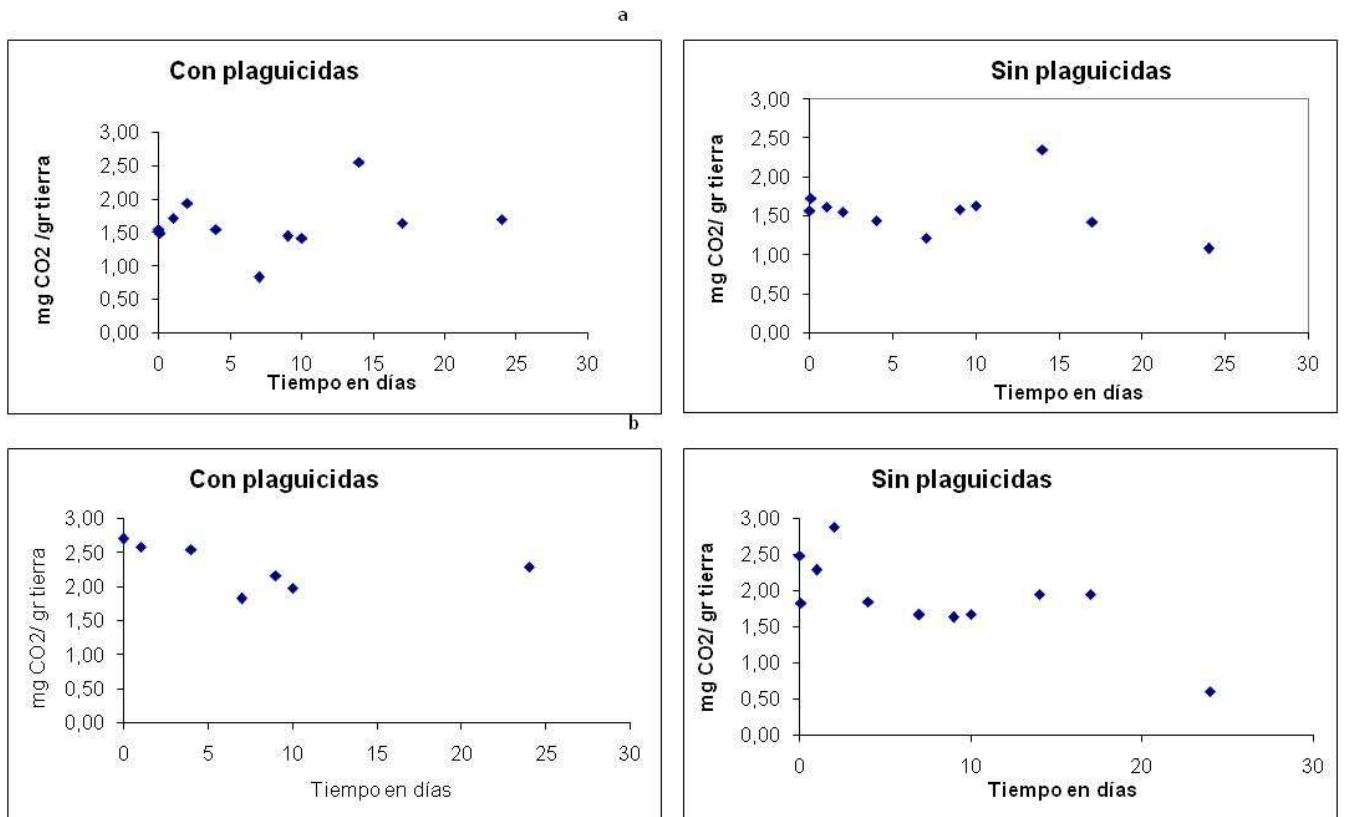 a
Con plaguicidas
mg CO2 /gr tierra
3,00
2,50
2,00
1,50
1,00
0,50
0,00
0 5 10 15 20 25 30
Tiempo en días
Sin plaguicidas
mg CO2/ gr tierra
3,00
2,50
2,00
1,50
1,00
0,50
0,00
0 5 10 15 20 25 30
Tiempo en días
b
Con plaguicidas
mg CO2/ gr tierra
3,00
2,50
2,00
1,50
1,00
0,50
0,00
0 5 10 15 20 25 30
Tiempo en días
Sin plaguicidas
mg CO2/ gr tierra
3,00
2,50
2,00
1,50
1,00
0,50
0,00
0 10 20 30
Tiempo en días